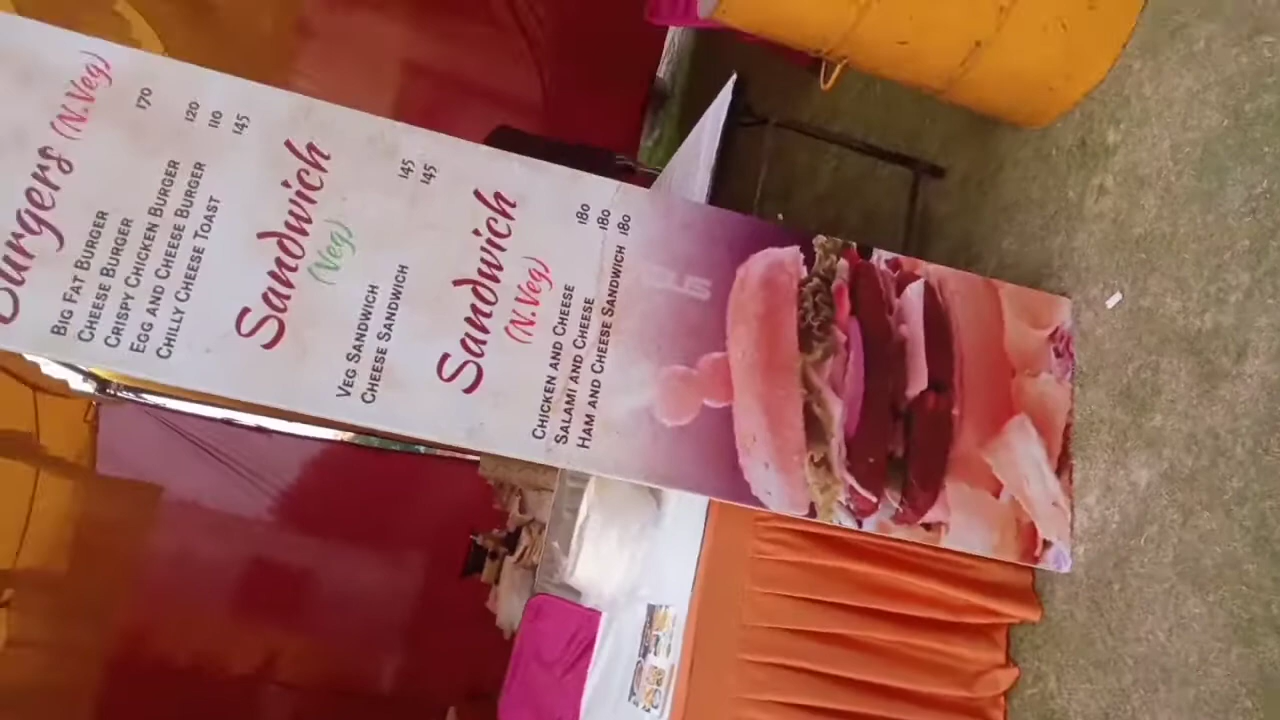 Burgers (N.Veg)
BIG FAT BURGER 170
CHEESE BURGER
CRISPY CHICKEN BURGER 120
EGG AND CHEESE BURGER 110
CHILLY CHEESE TOAST 145
Sandwich
(Veg)
VEG SANDWICH 145
CHEESE SANDWICH 145
Sandwich
(N.Veg)
CHICKEN AND CHEESE 180
SALAMI AND CHEESE 180
HAM AND CHEESE SANDWICH 180